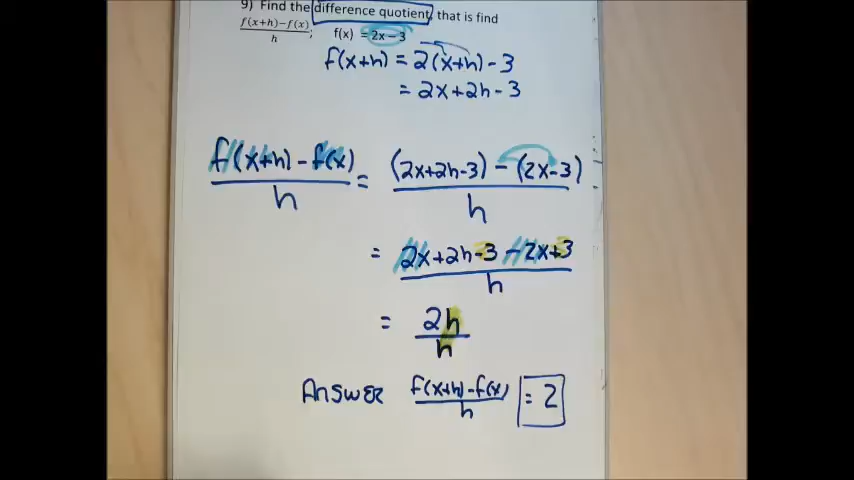 9) Find the difference quotient, that is find
f(x+h)−f(x)/h; f(x) = 2x − 3
f(x+h) = 2(x+h) - 3
= 2x+2h-3
f(x+h) - f(x)/h = (2x+2h-3) - (2x-3)/h
= 2x+2h-3-2x+3/h
= 2h/h
Answer f(x+h)-f(x)/h = 2